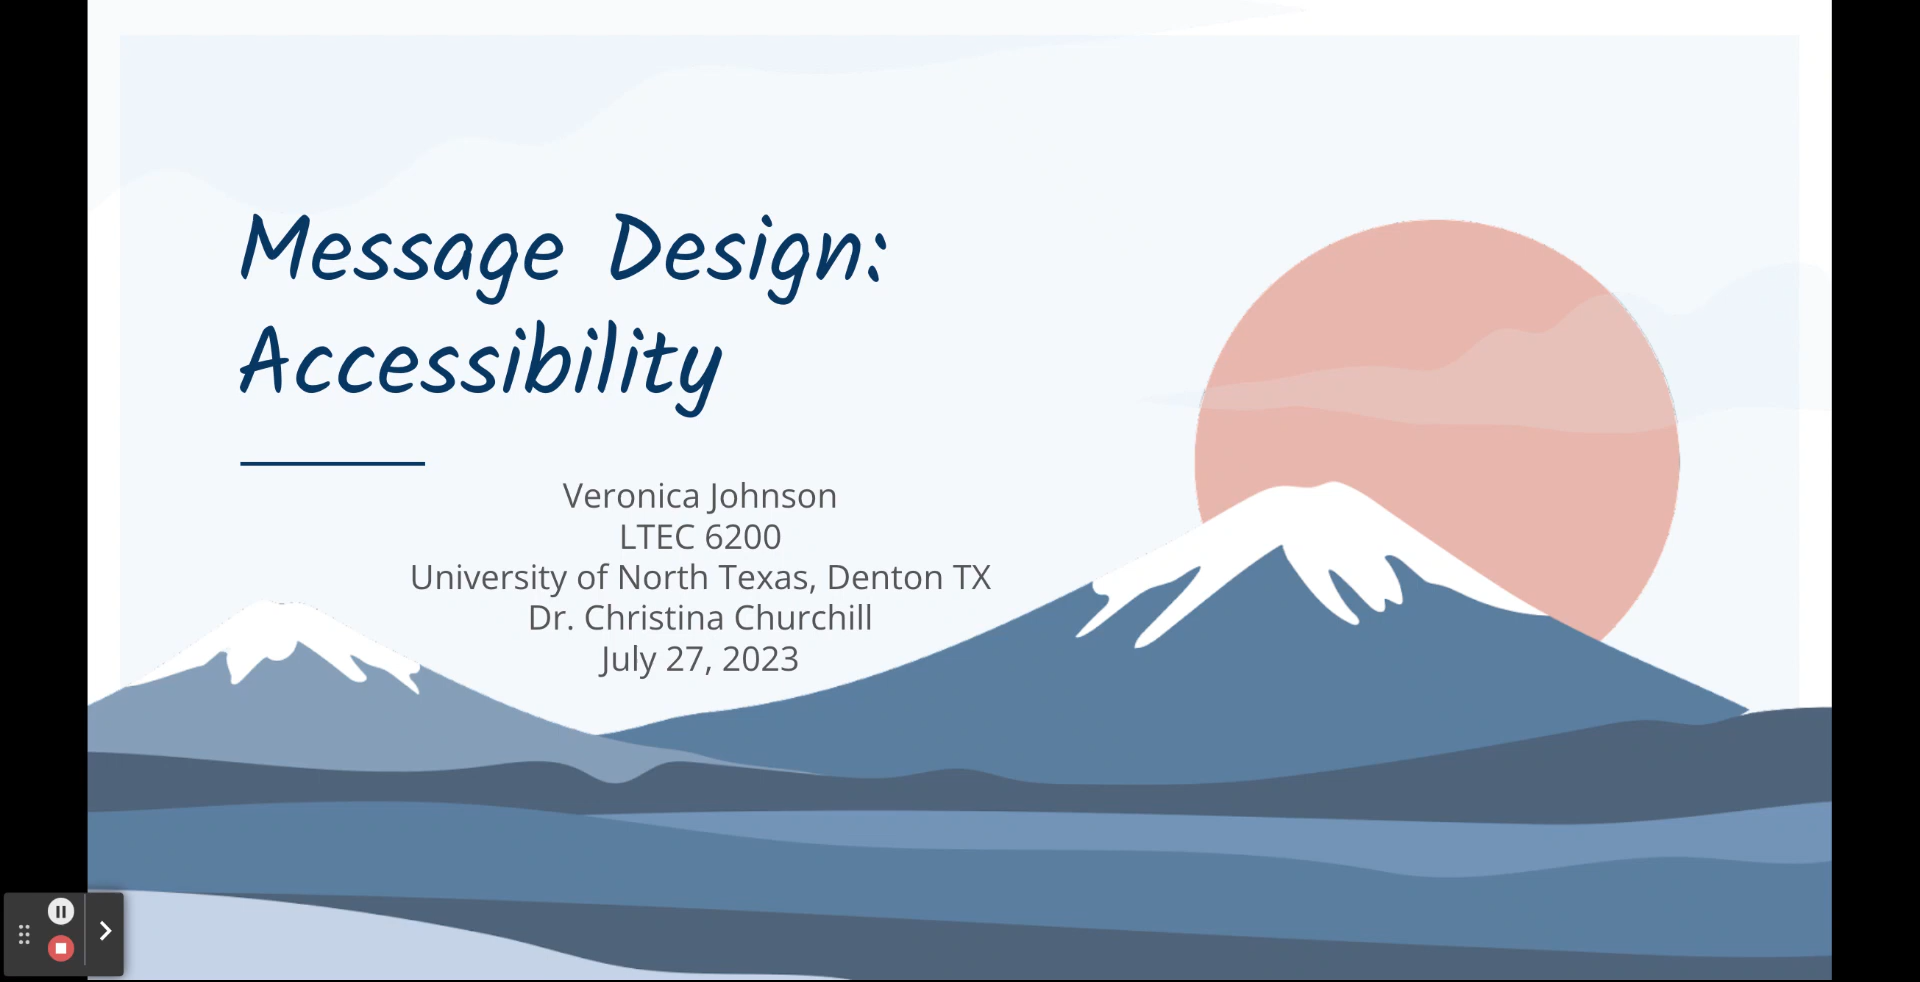 Message Design:
Accessibility
Veronica Johnson
LTEC 6200
University of North Texas, Denton TX
Dr. Christina Churchill
July 27, 2023